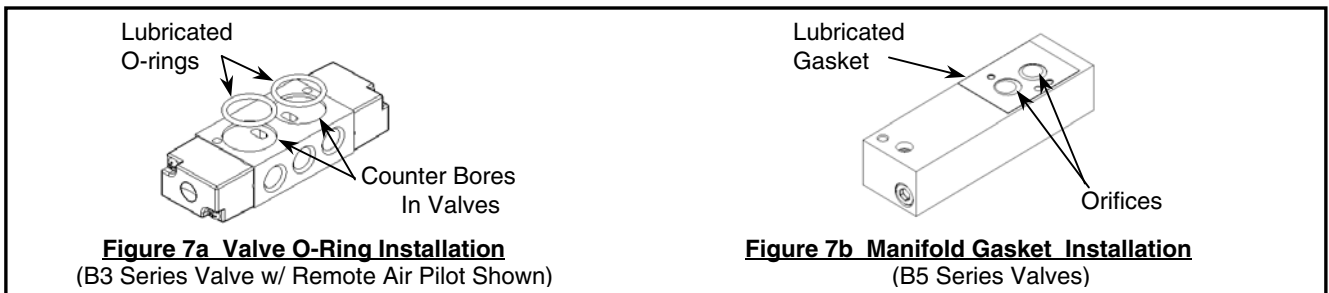 Lubricated
O-rings
Counter Bores
In Valves
Figure 7a  Valve O-Ring Installation
(B3 Series Valve w/ Remote Air Pilot Shown)
Lubricated
Gasket
Orifices
Figure 7b  Manifold Gasket  Installation
(B5 Series Valves)